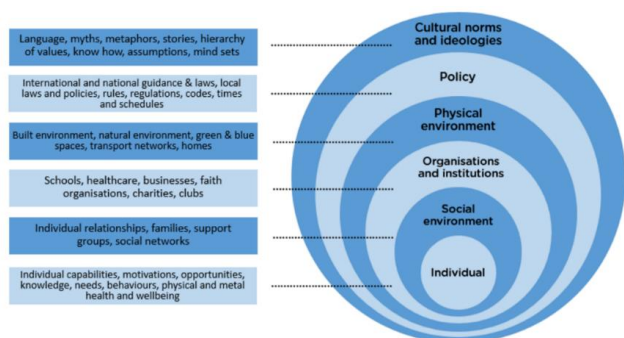 Language, myths, metaphors, stories, hierarchy
of values, know how, assumptions, mind sets
International and national guidance & laws, local
laws and policies, rules, regulations, codes, times
and schedules
Built environment, natural environment, green & blue
spaces, transport networks, homes
Schools, healthcare, businesses, faith
organisations, charities, clubs
Individual relationships, families, support
groups, social networks
Individual capabilities, motivations, opportunities,
knowledge, needs, behaviours, physical and metal
health and wellbeing
Cultural norms
and ideologies
Policy
Physical
environment
Organisations
and institutions
Social
environment
Individual